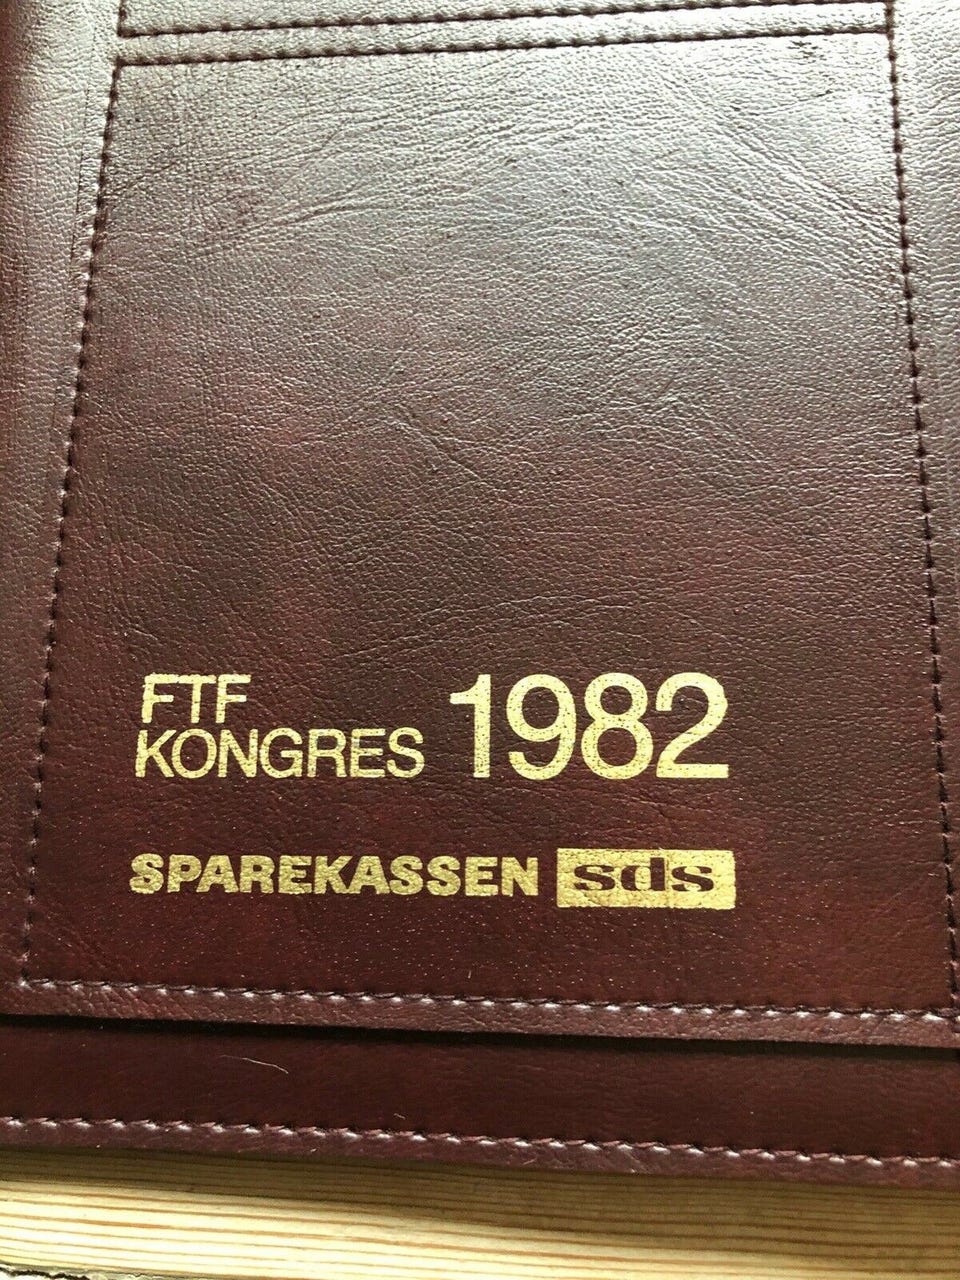 FTF
KONGRES 1982
SPAREKASSEN sds